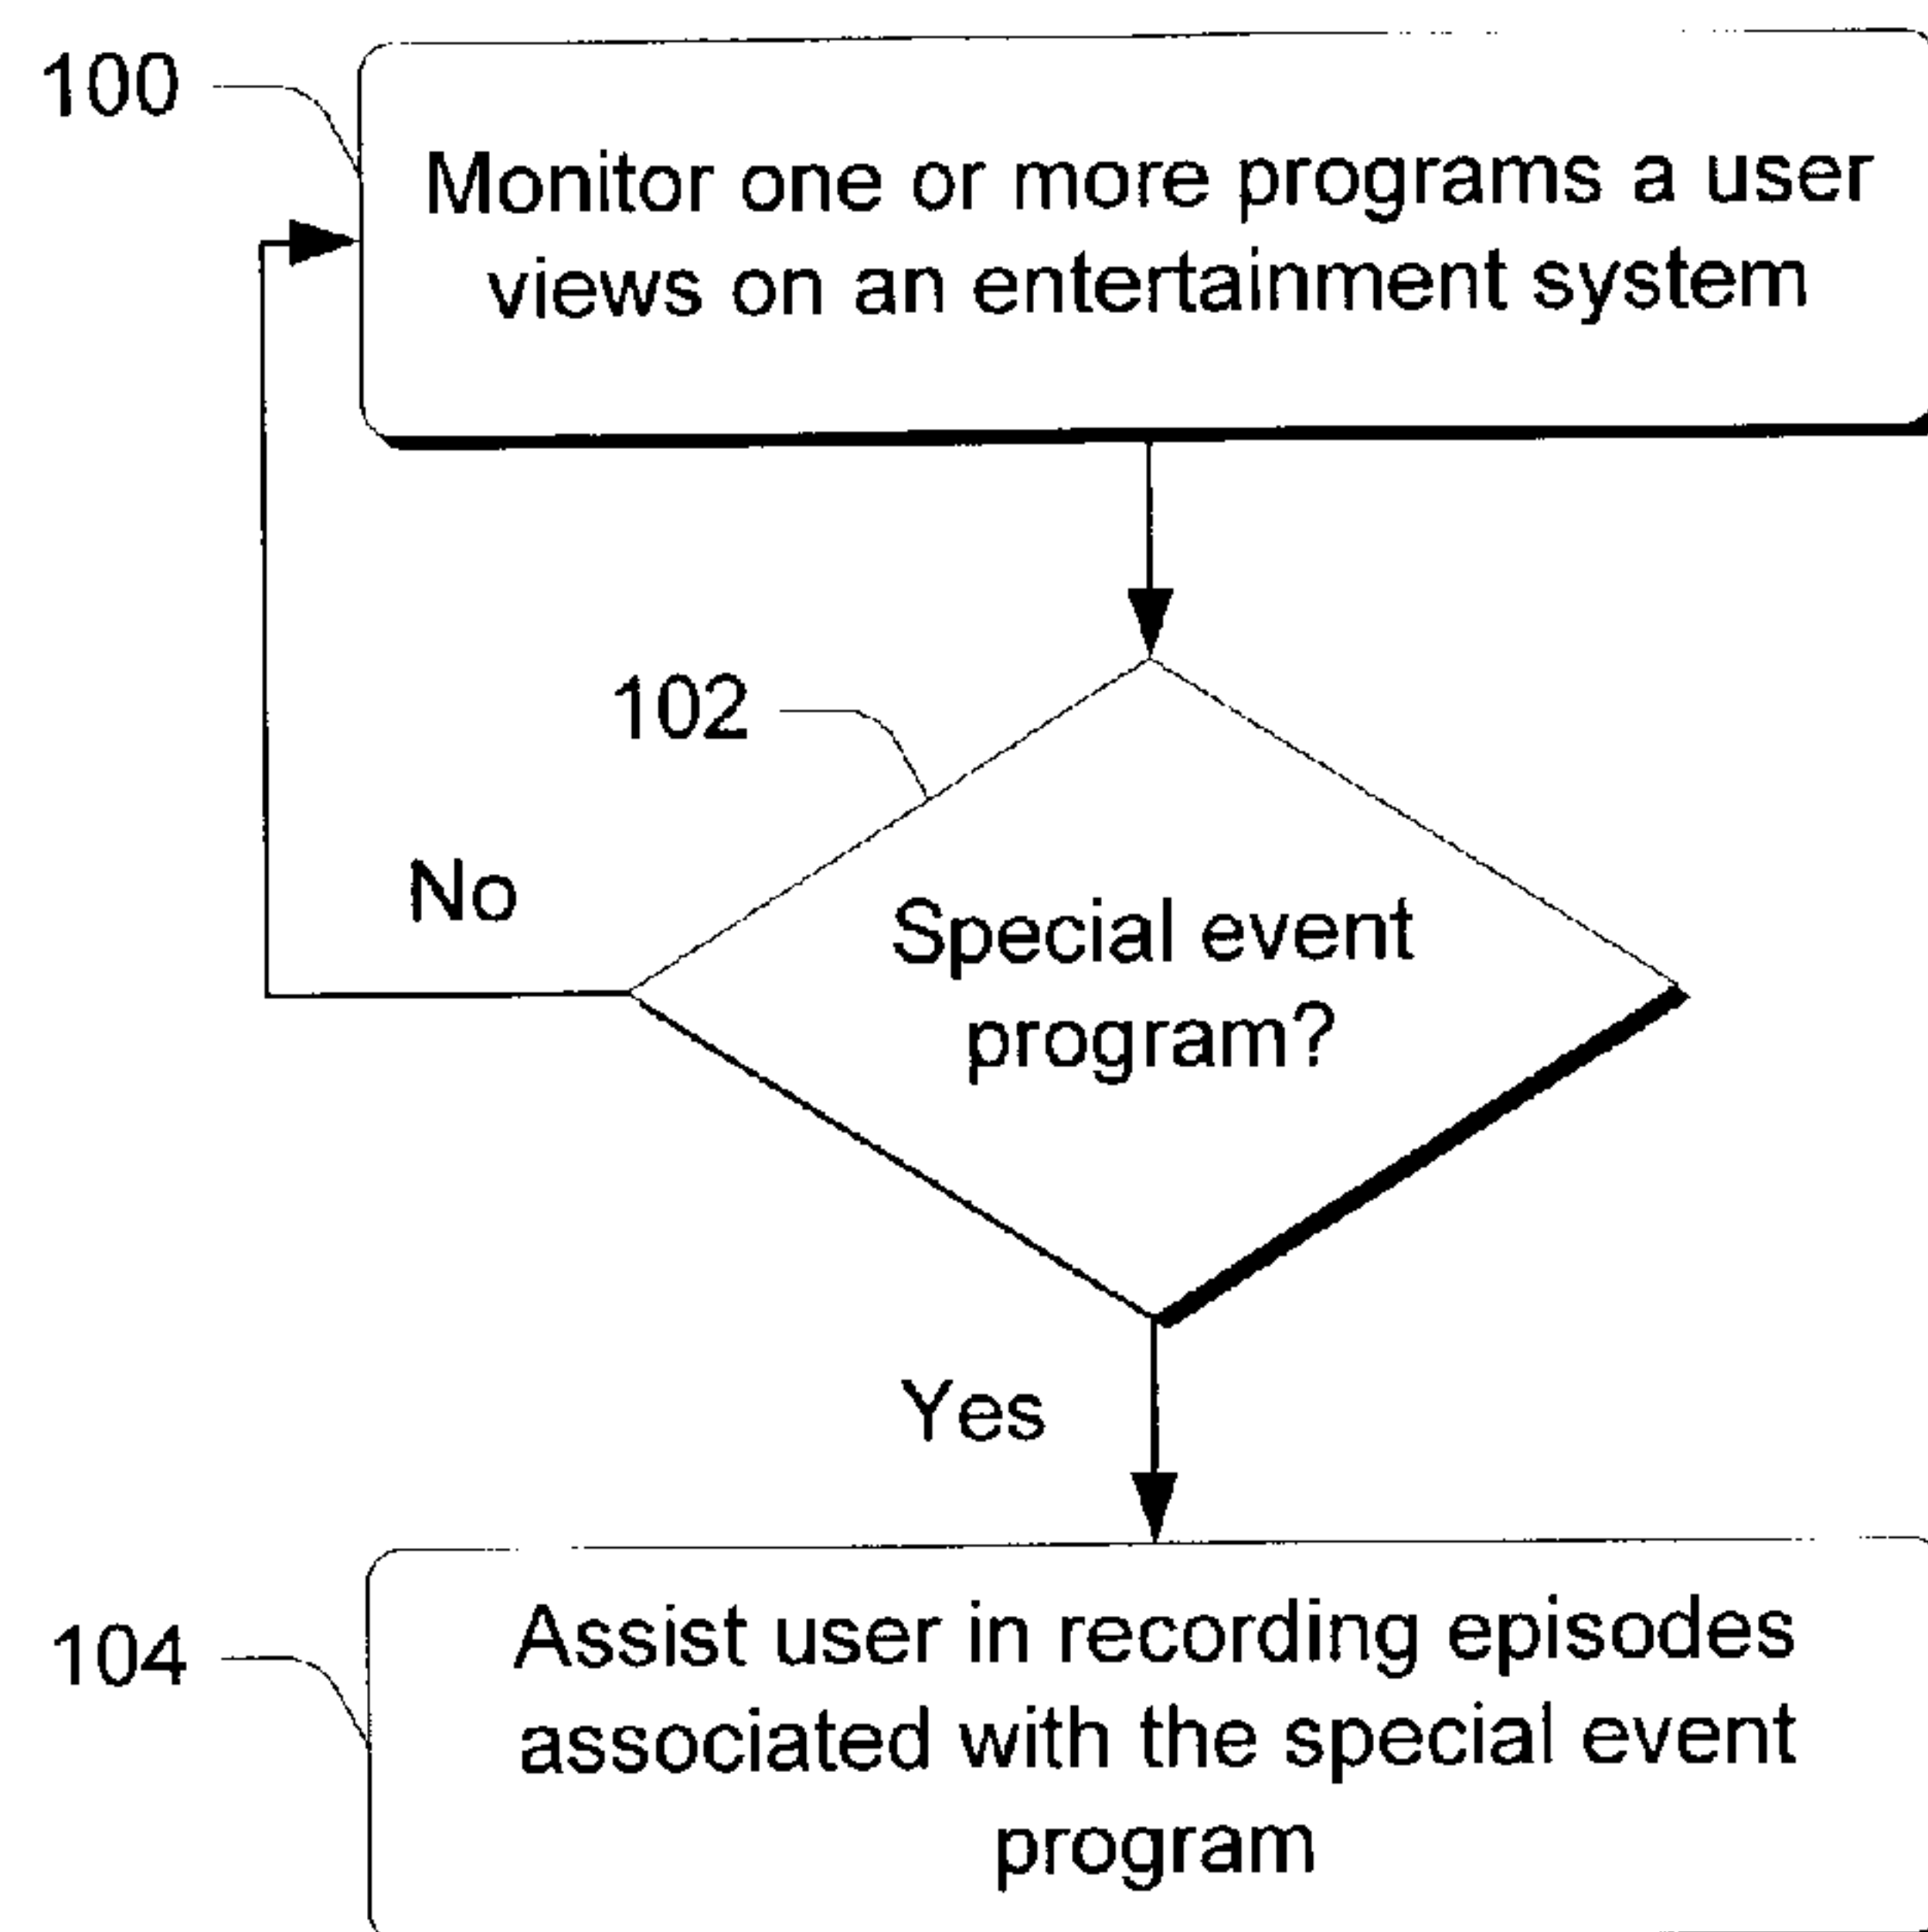 100
Monitor one or more programs a user
views on an entertainment system
102
No
Special event
program?
Yes
104
Assist user in recording episodes
associated with the special event
program